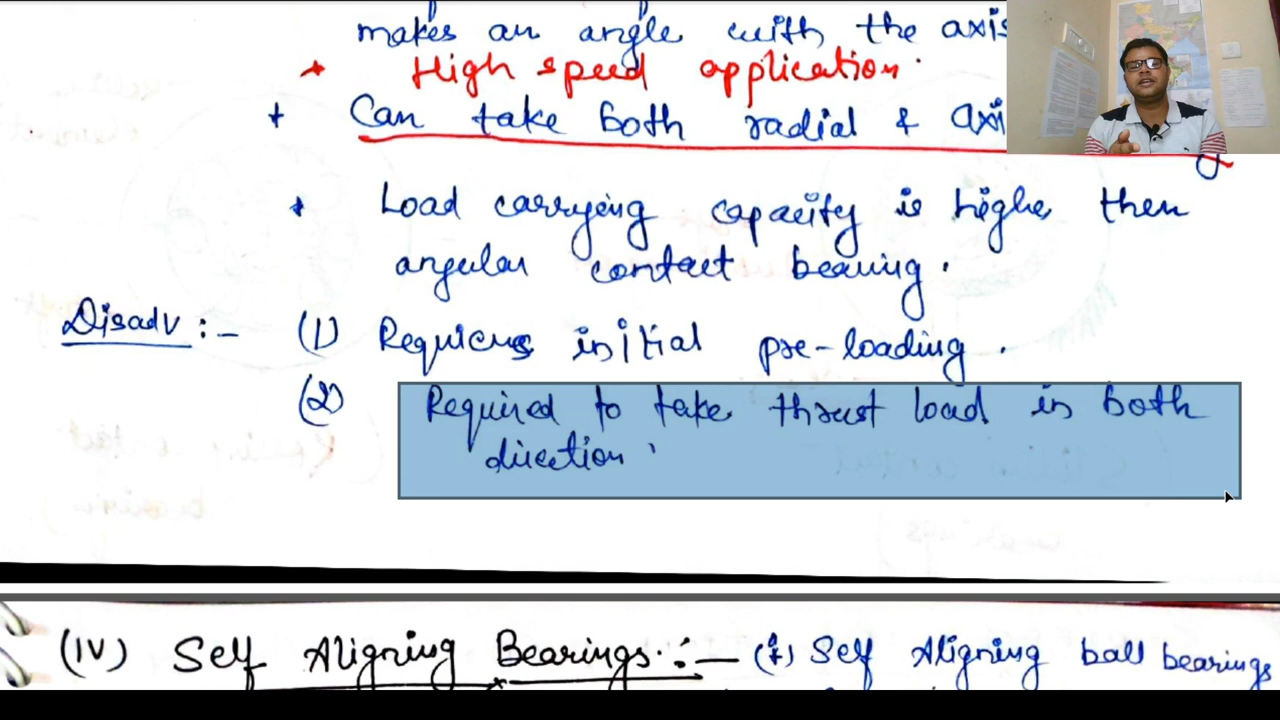 makes an angle with the axis
* High speed application.
* Can take both radial & axi
* Load carrying capacity is highe then
angular contact bearing.
Disadv :- (1) Requires initial pre-loading.
(2) Required to take thrust load in both
direction.
(IV) Self Aligning Bearings. :- (i) Self Aligning ball bearings